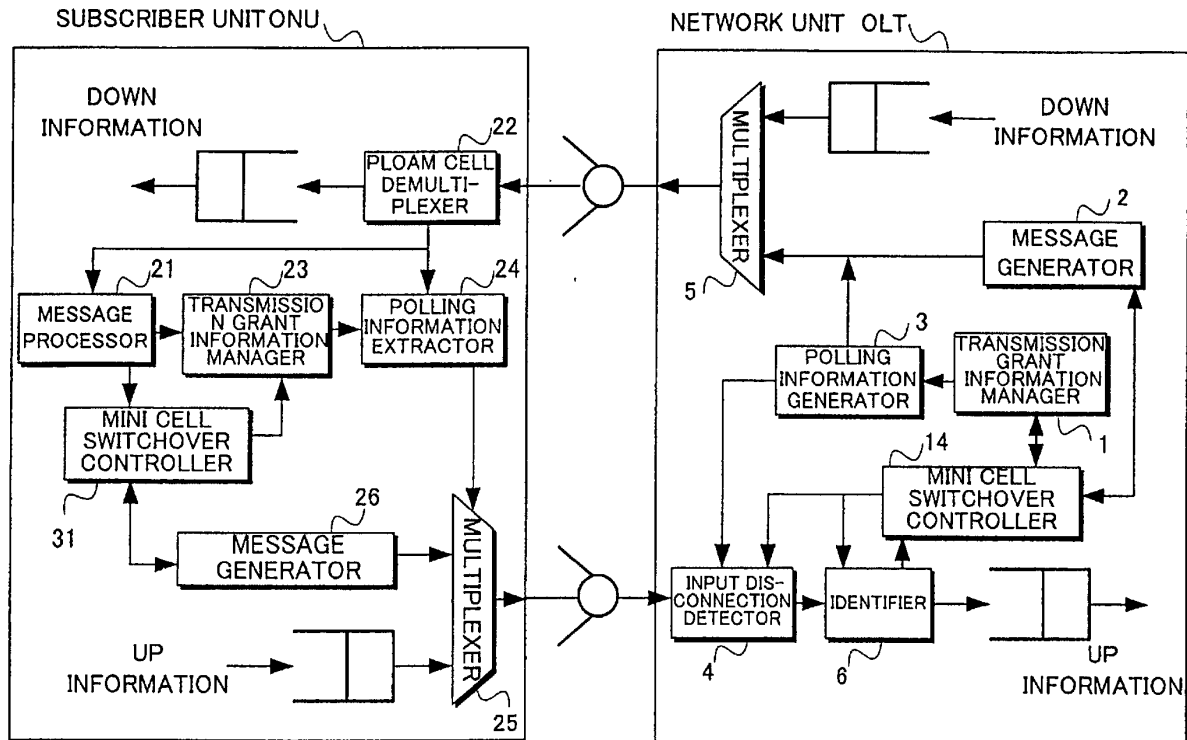 SUBSCRIBER UNIT ONU
DOWN
INFORMATION
22
PLOAM CELL
DEMULTI-
PLEXER
21
MESSAGE
PROCESSOR
23
TRANSMISSIO
N GRANT
INFORMATION
MANAGER
24
POLLING
INFORMATION
EXTRACTOR
MINI CELL
SWITCHOVER
CONTROLLER
31
26
MESSAGE
GENERATOR
MULTIPLEXER
25
UP
INFORMATION
NETWORK UNIT OLT
MULTIPLEXER
5
DOWN
INFORMATION
2
MESSAGE
GENERATOR
3
POLLING
INFORMATION
GENERATOR
TRANSMISSION
GRANT
INFORMATION
MANAGER
1
14
MINI CELL
SWITCHOVER
CONTROLLER
INPUT DIS-
CONNECTION
DETECTOR
4
IDENTIFIER
6
UP
INFORMATION